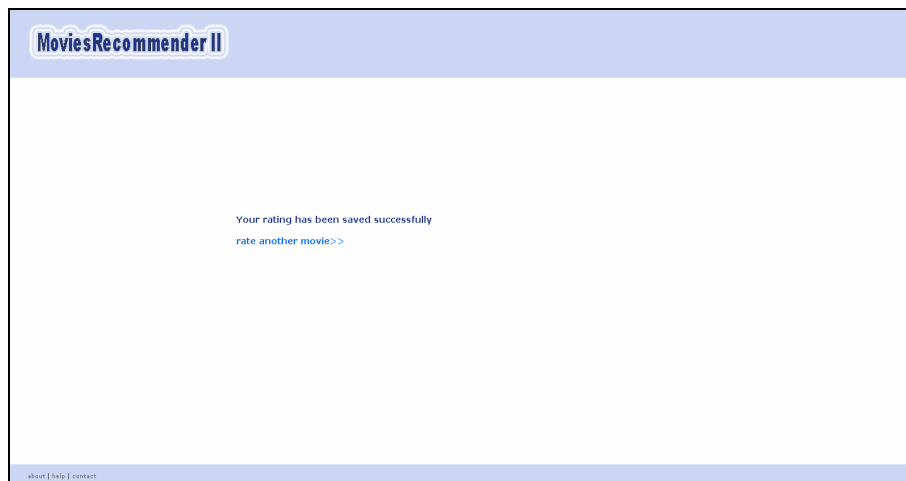 MoviesRecommender II
Your rating has been saved successfully
rate another movie>>
about | help | contact